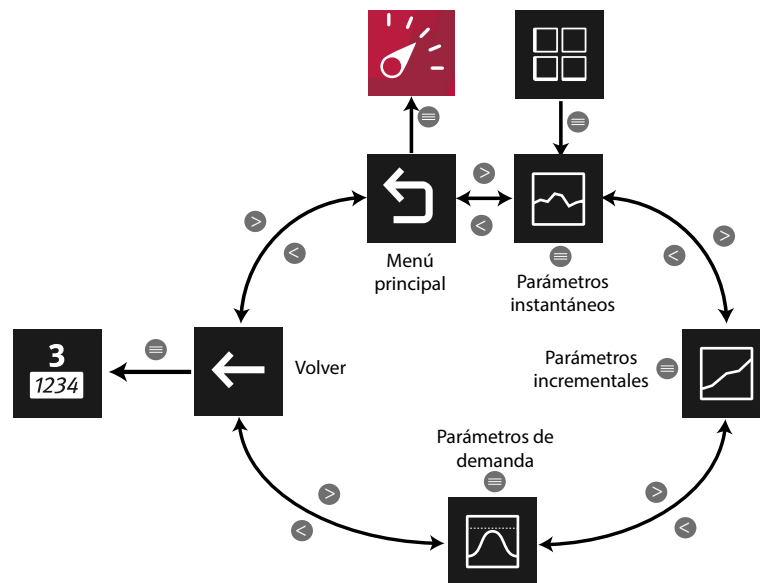 >
<
Menú
principal
Parámetros
instantáneos
>
<
>
<
3
1234
Volver
Parámetros
incrementales
Parámetros de
demanda
>
<
>
<